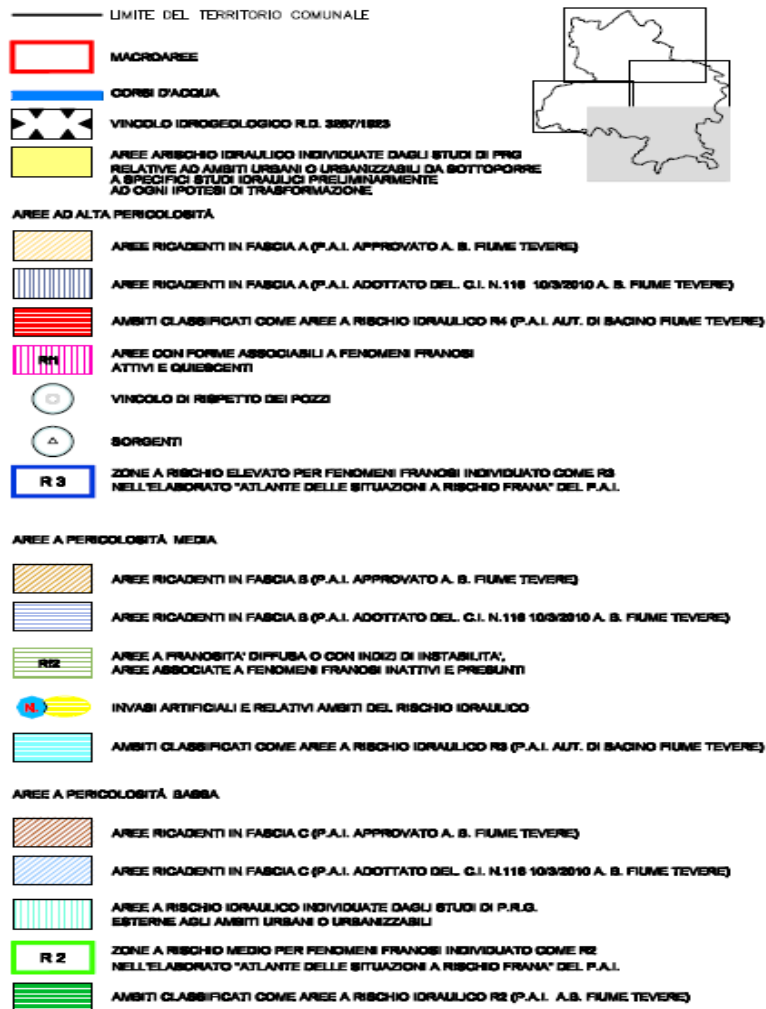 LIMITE DEL TERRITORIO COMUNALE
MACROAREE
CORSI D'ACQUA
VINCOLO IDROGEOLOGICO R.D. 3267/1923
AREE ARISCHIO IDRAULICO INDIVIDUATE DAGLI STUDI DI PRG
RELATIVE AD AMBITI URBANI O URBANIZZABILI DA SOTTOPORRE
A SPECIFICI STUDI IDRAULICI PRELIMINARMENTE
AD OGNI IPOTESI DI TRASFORMAZIONE
AREE AD ALTA PERICOLOSITÀ
AREE RICADENTI IN FASCIA A (P.A.I. APPROVATO A. B. FIUME TEVERE)
AREE RICADENTI IN FASCIA A (P.A.I. ADOTTATO DEL. C.I. N.116 10/3/2010 A. B. FIUME TEVERE)
AMBITI CLASSIFICATI COME AREE A RISCHIO IDRAULICO R4 (P.A.I. AUT. DI BACINO FIUME TEVERE)
Rf1
AREE CON FORME ASSOCIABILI A FENOMENI FRANOSI
ATTIVI E QUIESCENTI
VINCOLO DI RISPETTO DEI POZZI
SORGENTI
R 3
ZONE A RISCHIO ELEVATO PER FENOMENI FRANOSI INDIVIDUATO COME R3
NELL'ELABORATO "ATLANTE DELLE SITUAZIONI A RISCHIO FRANA" DEL P.A.I.
AREE A PERICOLOSITÀ MEDIA
AREE RICADENTI IN FASCIA B (P.A.I. APPROVATO A. B. FIUME TEVERE)
AREE RICADENTI IN FASCIA B (P.A.I. ADOTTATO DEL. C.I. N.116 10/3/2010 A. B. FIUME TEVERE)
Rf2
AREE A FRANOSITA' DIFFUSA O CON INDIZI DI INSTABILITA',
AREE ASSOCIATE A FENOMENI FRANOSI INATTIVI E PRESUNTI
N.
INVASI ARTIFICIALI E RELATIVI AMBITI DEL RISCHIO IDRAULICO
AMBITI CLASSIFICATI COME AREE A RISCHIO IDRAULICO R3 (P.A.I. AUT. DI BACINO FIUME TEVERE)
AREE A PERICOLOSITÀ BASSA
AREE RICADENTI IN FASCIA C (P.A.I. APPROVATO A. B. FIUME TEVERE)
AREE RICADENTI IN FASCIA C (P.A.I. ADOTTATO DEL. C.I. N.116 10/3/2010 A. B. FIUME TEVERE)
AREE A RISCHIO IDRAULICO INDIVIDUATE DAGLI STUDI DI P.R.G.
ESTERNE AGLI AMBITI URBANI O URBANIZZABILI
R 2
ZONE A RISCHIO MEDIO PER FENOMENI FRANOSI INDIVIDUATO COME R2
NELL'ELABORATO "ATLANTE DELLE SITUAZIONI A RISCHIO FRANA" DEL P.A.I.
AMBITI CLASSIFICATI COME AREE A RISCHIO IDRAULICO R2 (P.A.I. A.B. FIUME TEVERE)